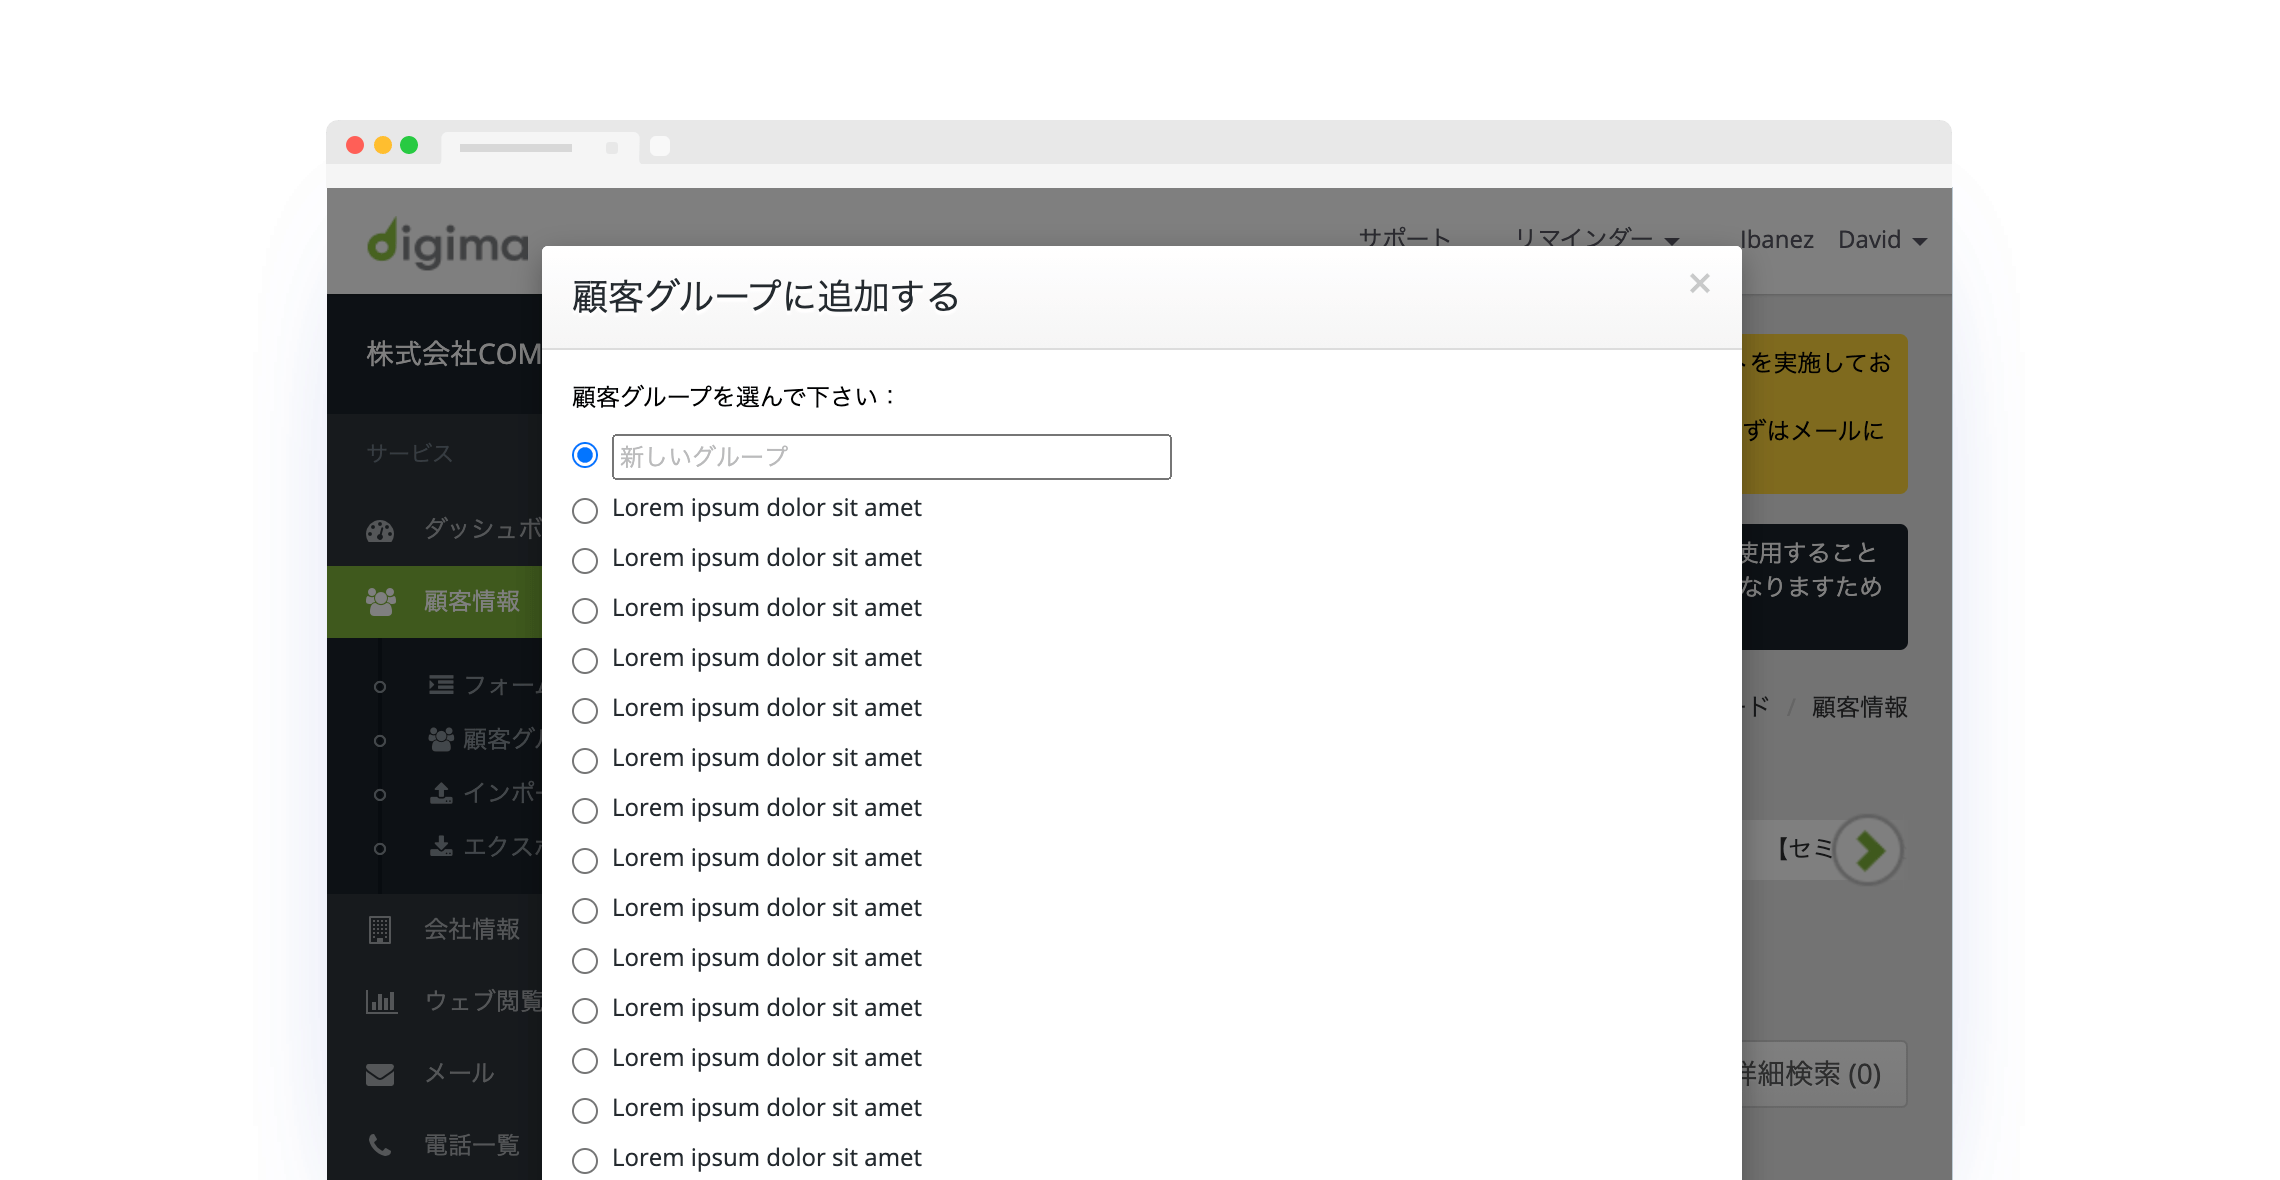 digima
サポート
リマインダー
Ibanez David
株式会社COM
サービス
ダッシュボ
顧客情報
フォーム
顧客グル
インポー
エクスポ
会社情報
ウェブ閲覧
メール
電話一覧
顧客グループに追加する
×
顧客グループを選んで下さい：
新しいグループ
Lorem ipsum dolor sit amet
Lorem ipsum dolor sit amet
Lorem ipsum dolor sit amet
Lorem ipsum dolor sit amet
Lorem ipsum dolor sit amet
Lorem ipsum dolor sit amet
Lorem ipsum dolor sit amet
Lorem ipsum dolor sit amet
Lorem ipsum dolor sit amet
Lorem ipsum dolor sit amet
Lorem ipsum dolor sit amet
Lorem ipsum dolor sit amet
Lorem ipsum dolor sit amet
Lorem ipsum dolor sit amet
を実施してお
ずはメールに
使用すること
なりますため
ード / 顧客情報
【セミ
詳細検索 (0)